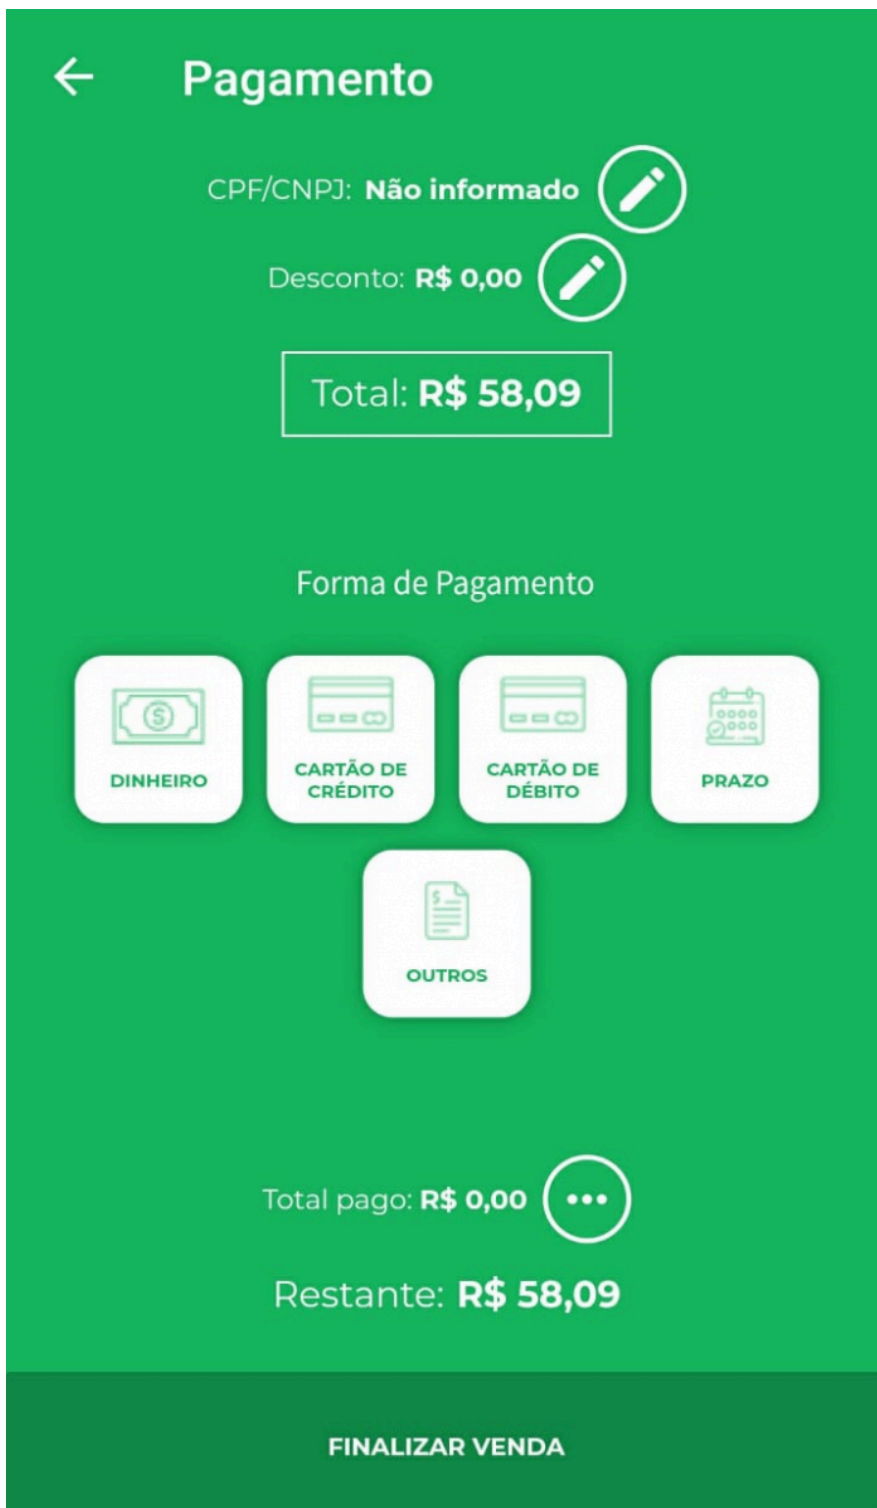 Pagamento
CPF/CNPJ: Não informado
Desconto: R$ 0,00
Total: R$ 58,09
Forma de Pagamento
DINHEIRO
CARTÃO DE
CRÉDITO
CARTÃO DE
DÉBITO
PRAZO
OUTROS
Total pago: R$ 0,00
Restante: R$ 58,09
FINALIZAR VENDA